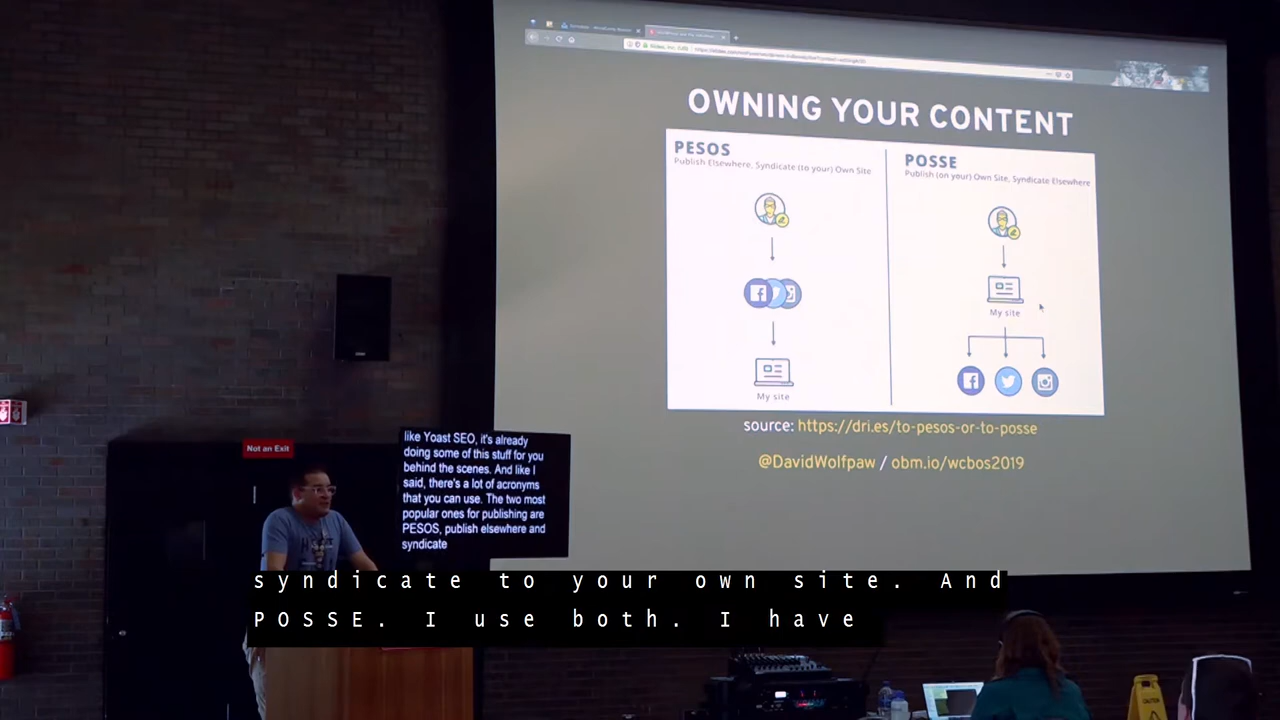 OWNING YOUR CONTENT
PESOS
Publish Elsewhere, Syndicate (to your) Own Site
My site
POSSE
Publish (on your) Own Site, Syndicate Elsewhere
My site
source: https://dri.es/to-pesos-or-to-posse
@DavidWolfpaw / obm.io/wcbos2019
Not an Exit
like Yoast SEO, it's already
doing some of this stuff for you
behind the scenes. And like I
said, there's a lot of acronyms
that you can use. The two most
popular ones for publishing are
PESOS, publish elsewhere and
syndicate
syndicate to your own site. And
POSSE. I use both. I have
CAUTION